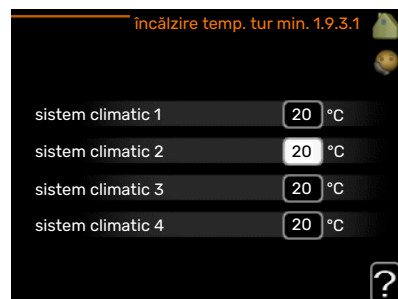 încălzire temp. tur min. 1.9.3.1
sistem climatic 1 20 °C
sistem climatic 2 20 °C
sistem climatic 3 20 °C
sistem climatic 4 20 °C
?